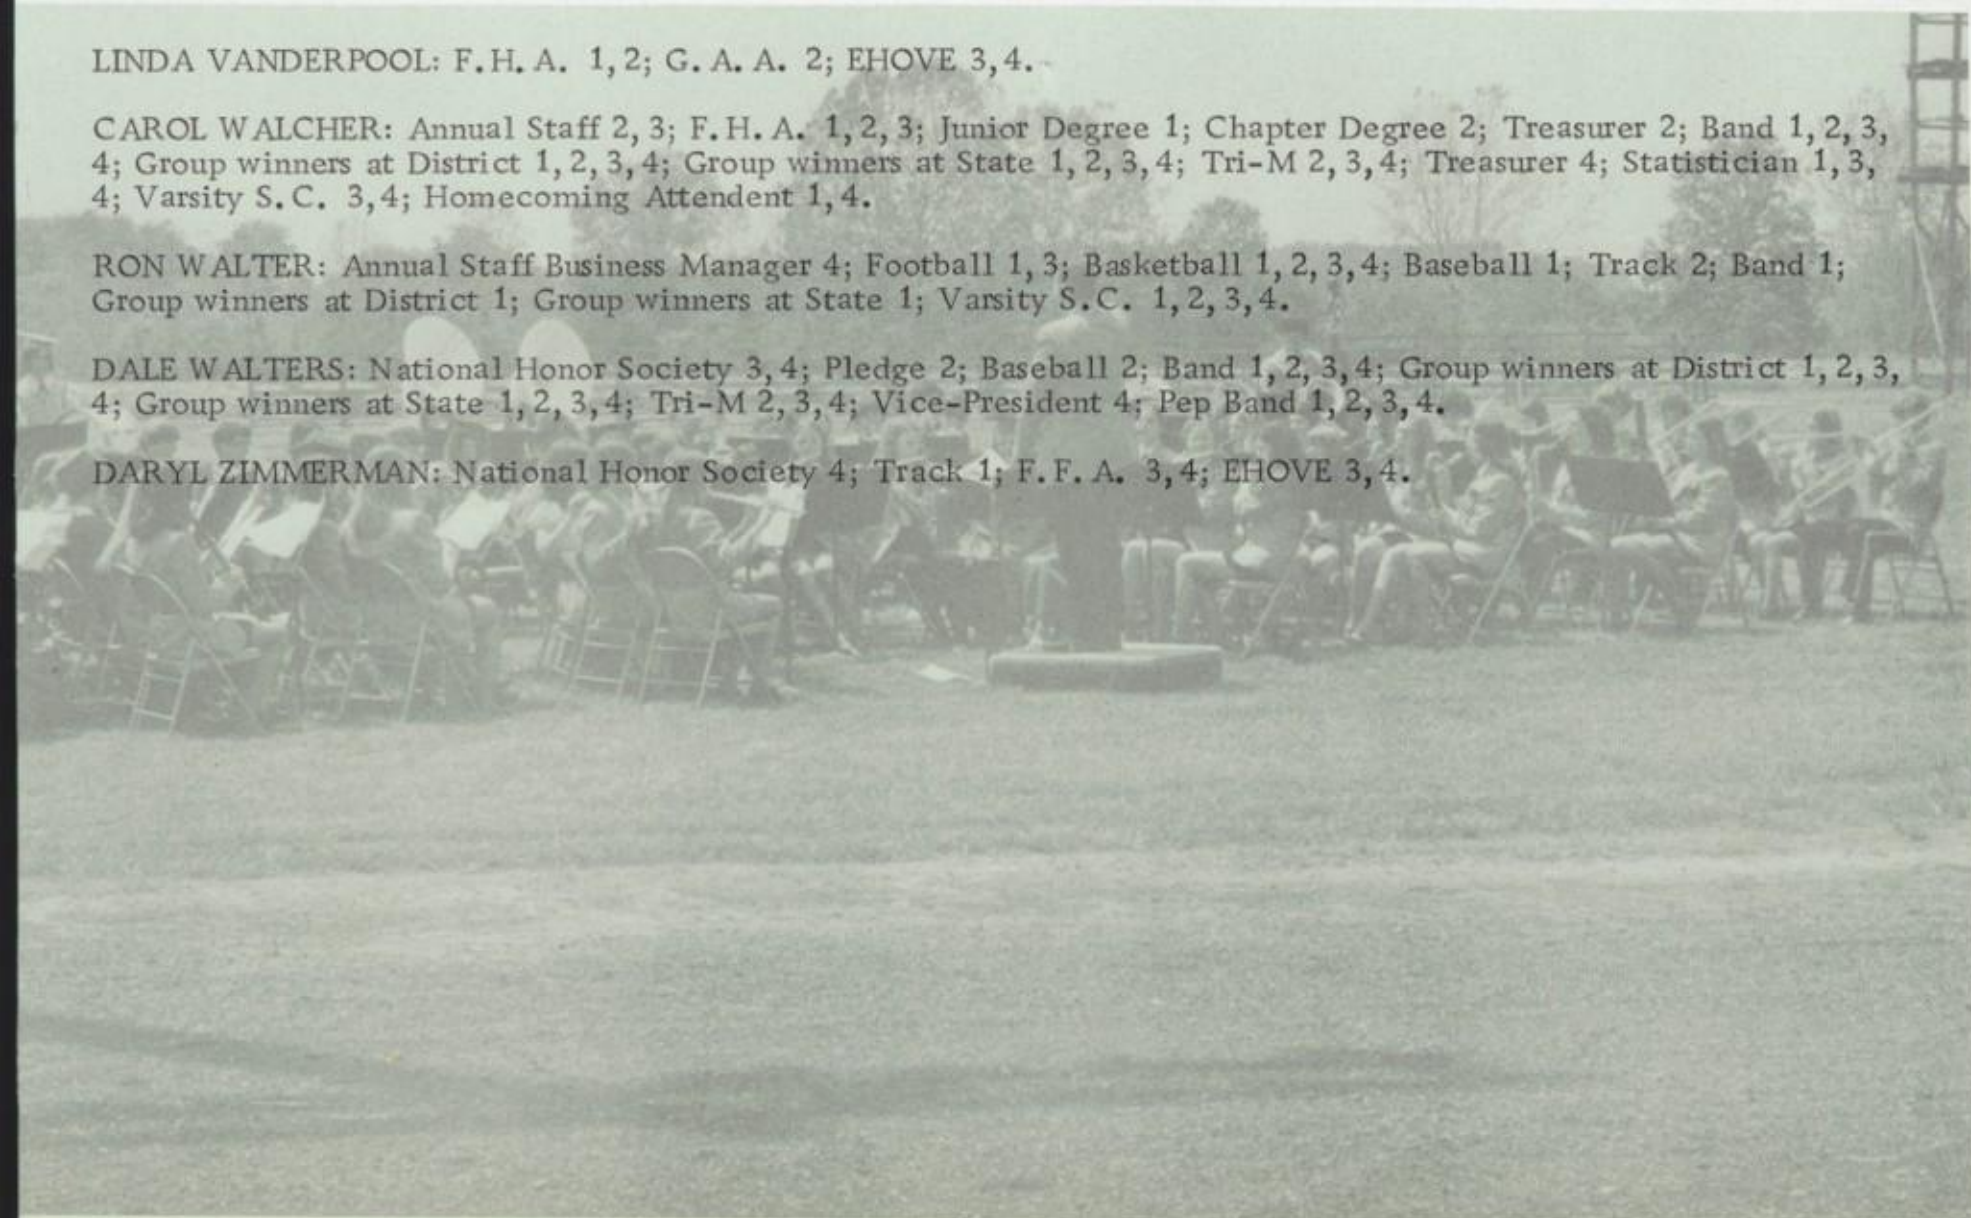 LINDA VANDERPOOL: F.H.A. 1,2; G.A.A. 2; EHOVE 3,4.
CAROL WALCHER: Annual Staff 2, 3; F.H.A. 1,2,3; Junior Degree 1; Chapter Degree 2; Treasurer 2; Band 1,2,3,
4; Group winners at District 1,2,3,4; Group winners at State 1,2,3,4; Tri-M 2,3,4; Treasurer 4; Statistician 1,3,
4; Varsity S.C. 3,4; Homecoming Attendent 1,4.
RON WALTER: Annual Staff Business Manager 4; Football 1,3; Basketball 1,2,3,4; Baseball 1; Track 2; Band 1;
Group winners at District 1; Group winners at State 1; Varsity S.C. 1,2,3,4.
DALE WALTERS: National Honor Society 3,4; Pledge 2; Baseball 2; Band 1,2,3,4; Group winners at District 1,2,3,
4; Group winners at State 1,2,3,4; Tri-M 2,3,4; Vice-President 4; Pep Band 1,2,3,4.
DARYL ZIMMERMAN: National Honor Society 4; Track 1; F.F.A. 3,4; EHOVE 3,4.